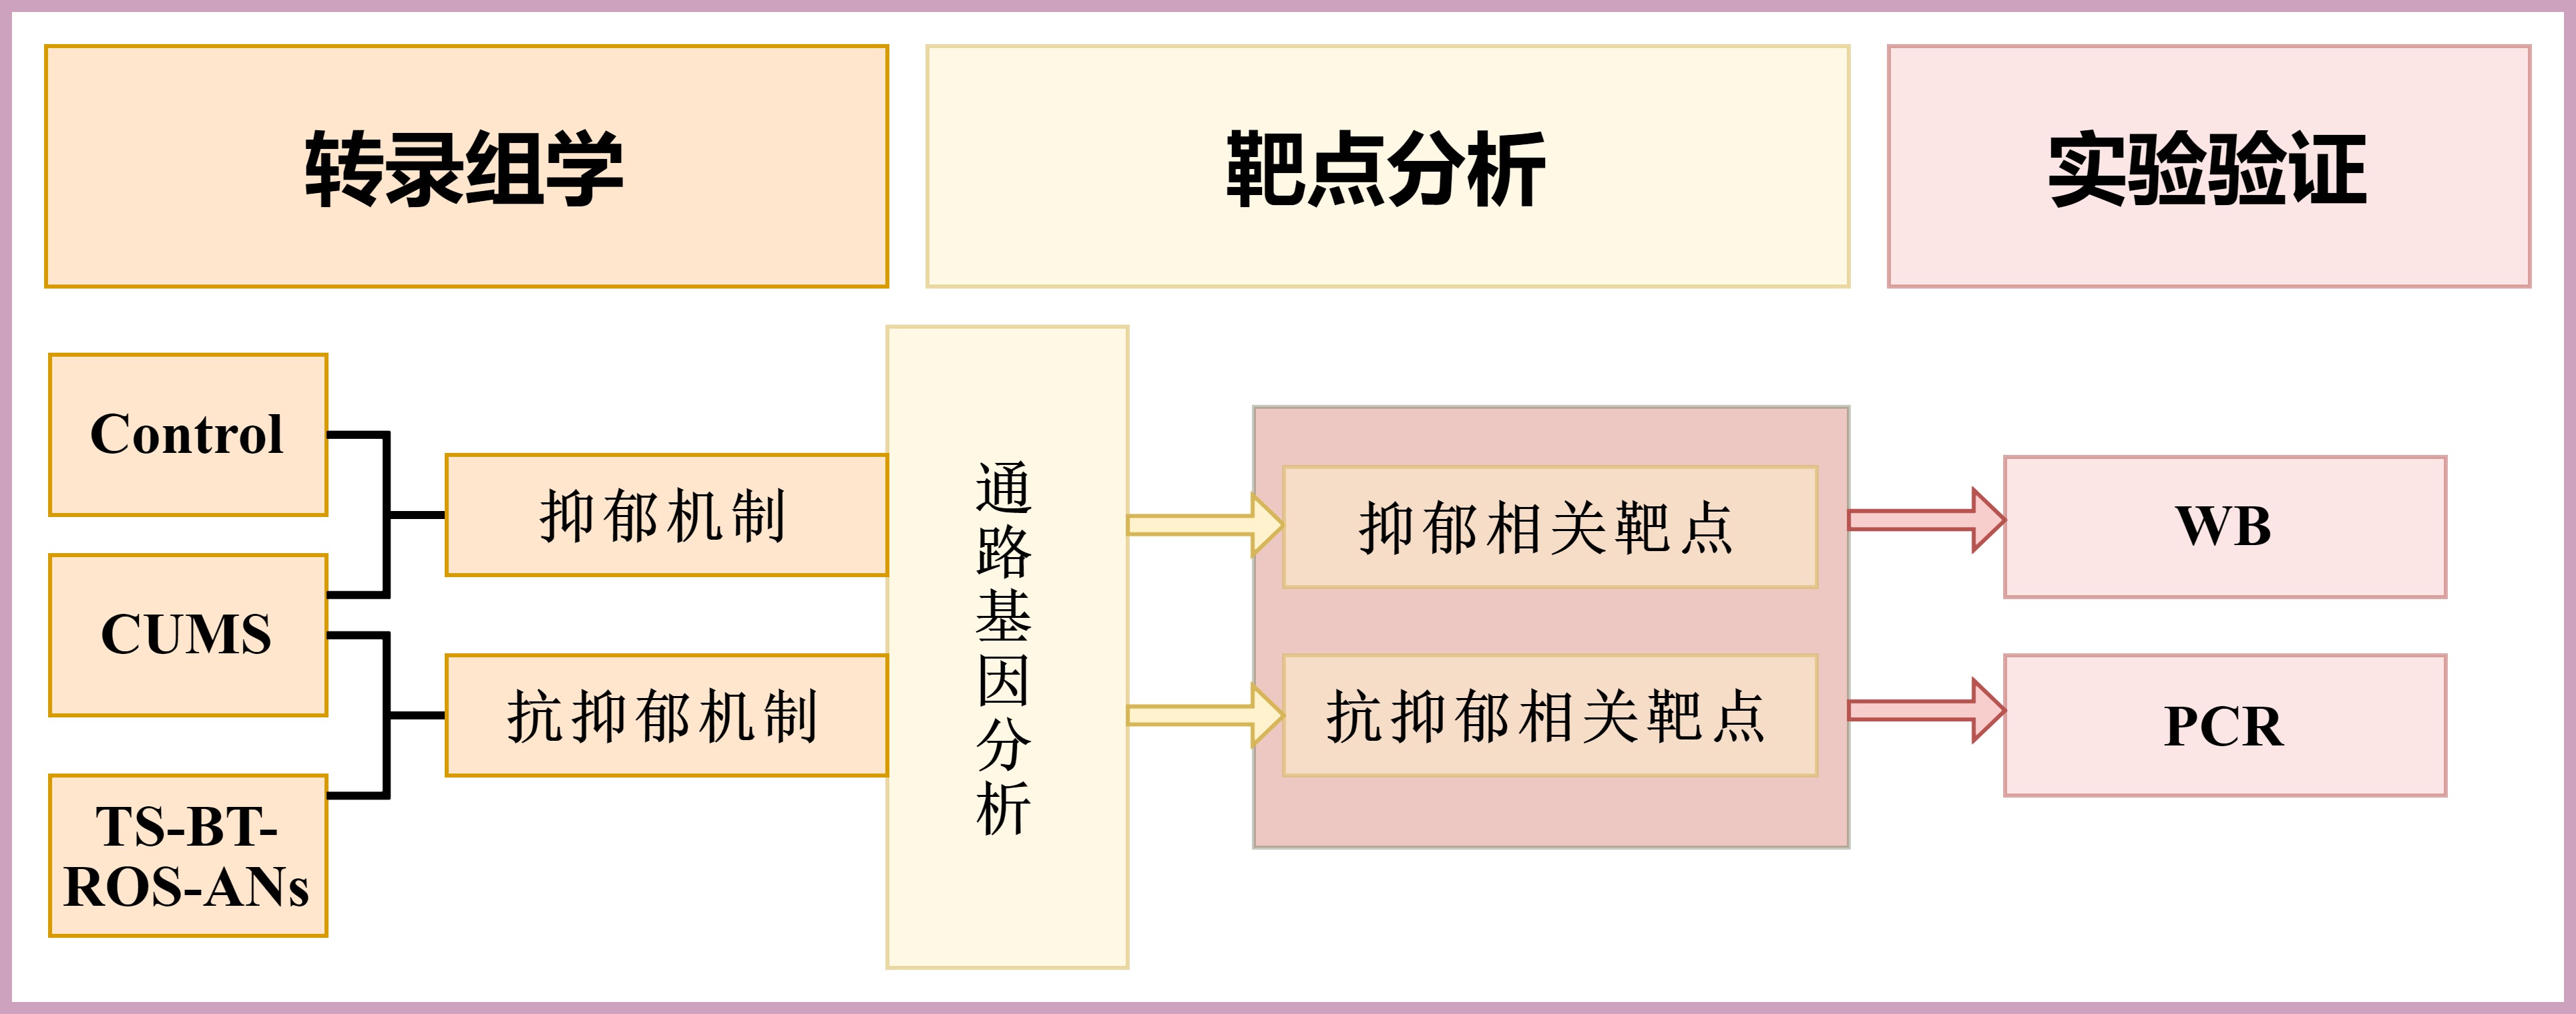 转录组学
靶点分析
实验验证
Control
CUMS
TS-BT-
ROS-ANs
抑郁机制
抗抑郁机制
通路基因分析
抑郁相关靶点
抗抑郁相关靶点
WB
PCR